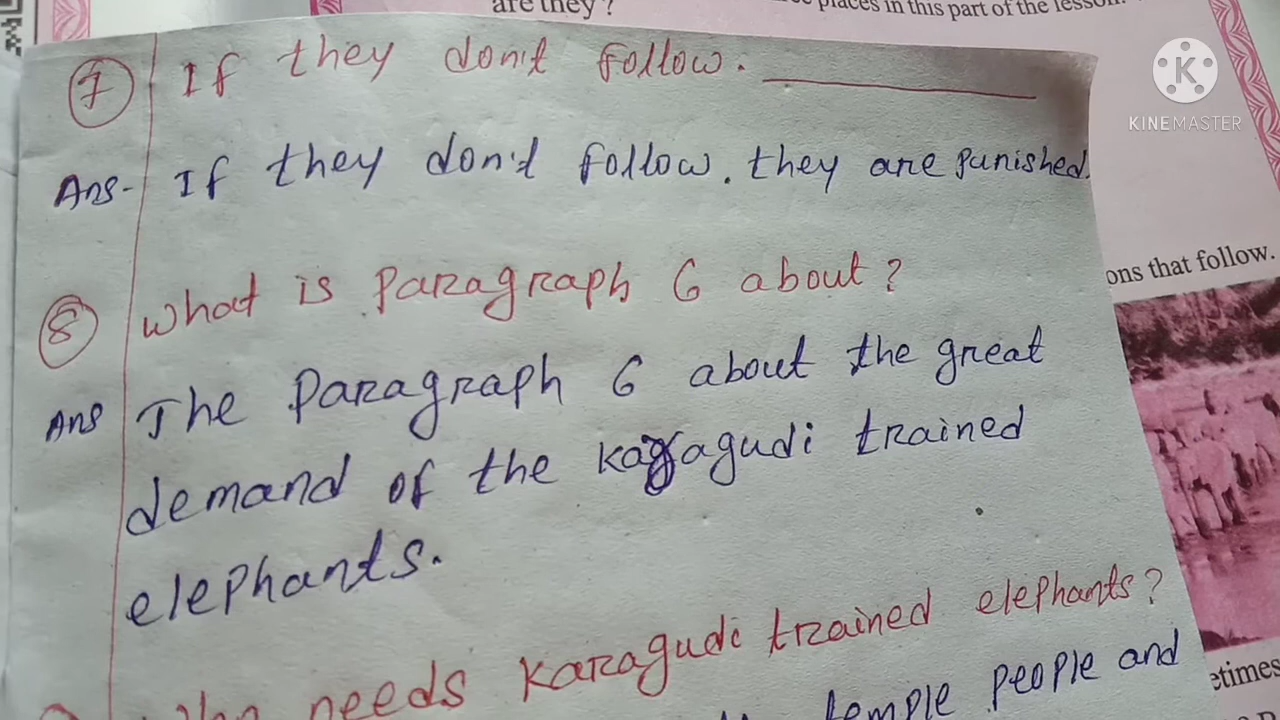 are they ?
places in this part of the lesson.
KINEMASTER
7 If they don't follow. ________
Ans- If they don't follow. they are punished.
ons that follow.
8 What is Paragraph 6 about ?
Ans The Paragraph 6 about the great
demand of the karagudi trained
elephants.
needs karagudi trained elephants ?
temple people and
etimes